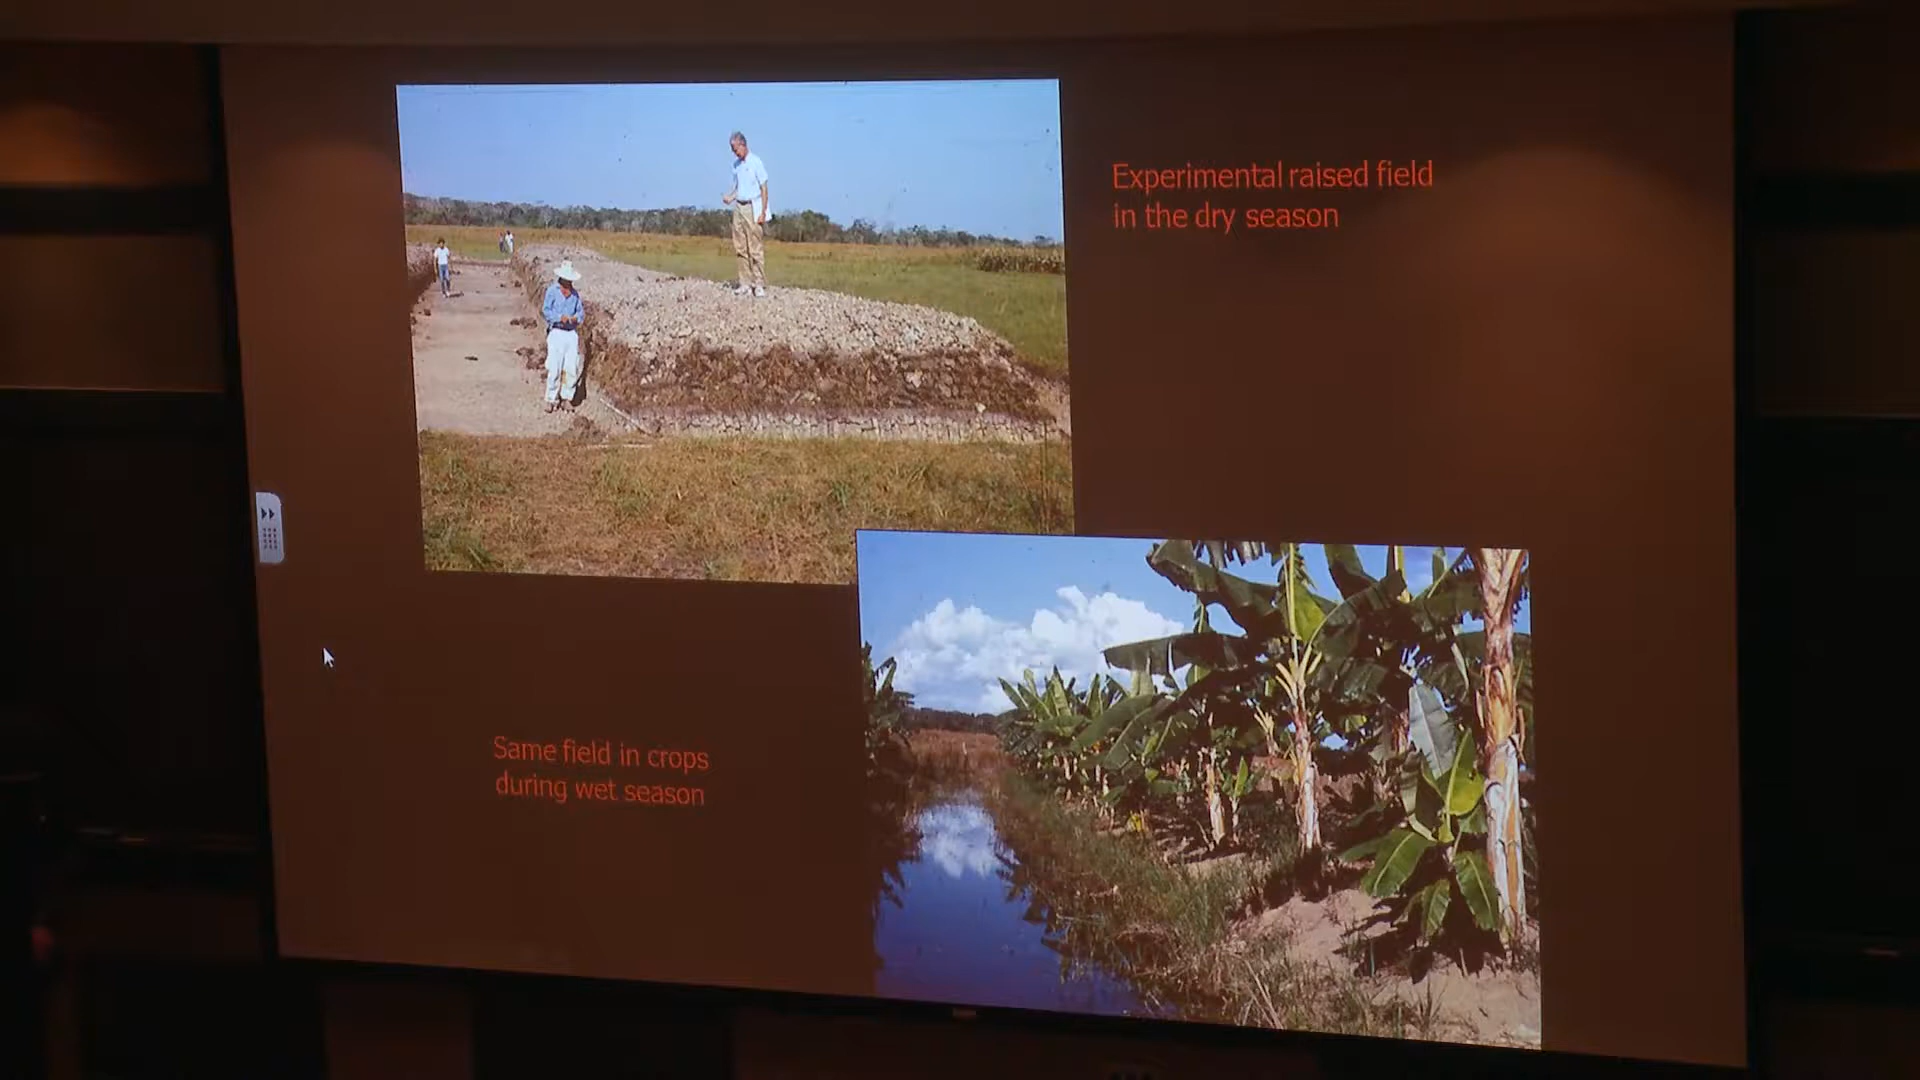 Experimental raised field
in the dry season
Same field in crops
during wet season